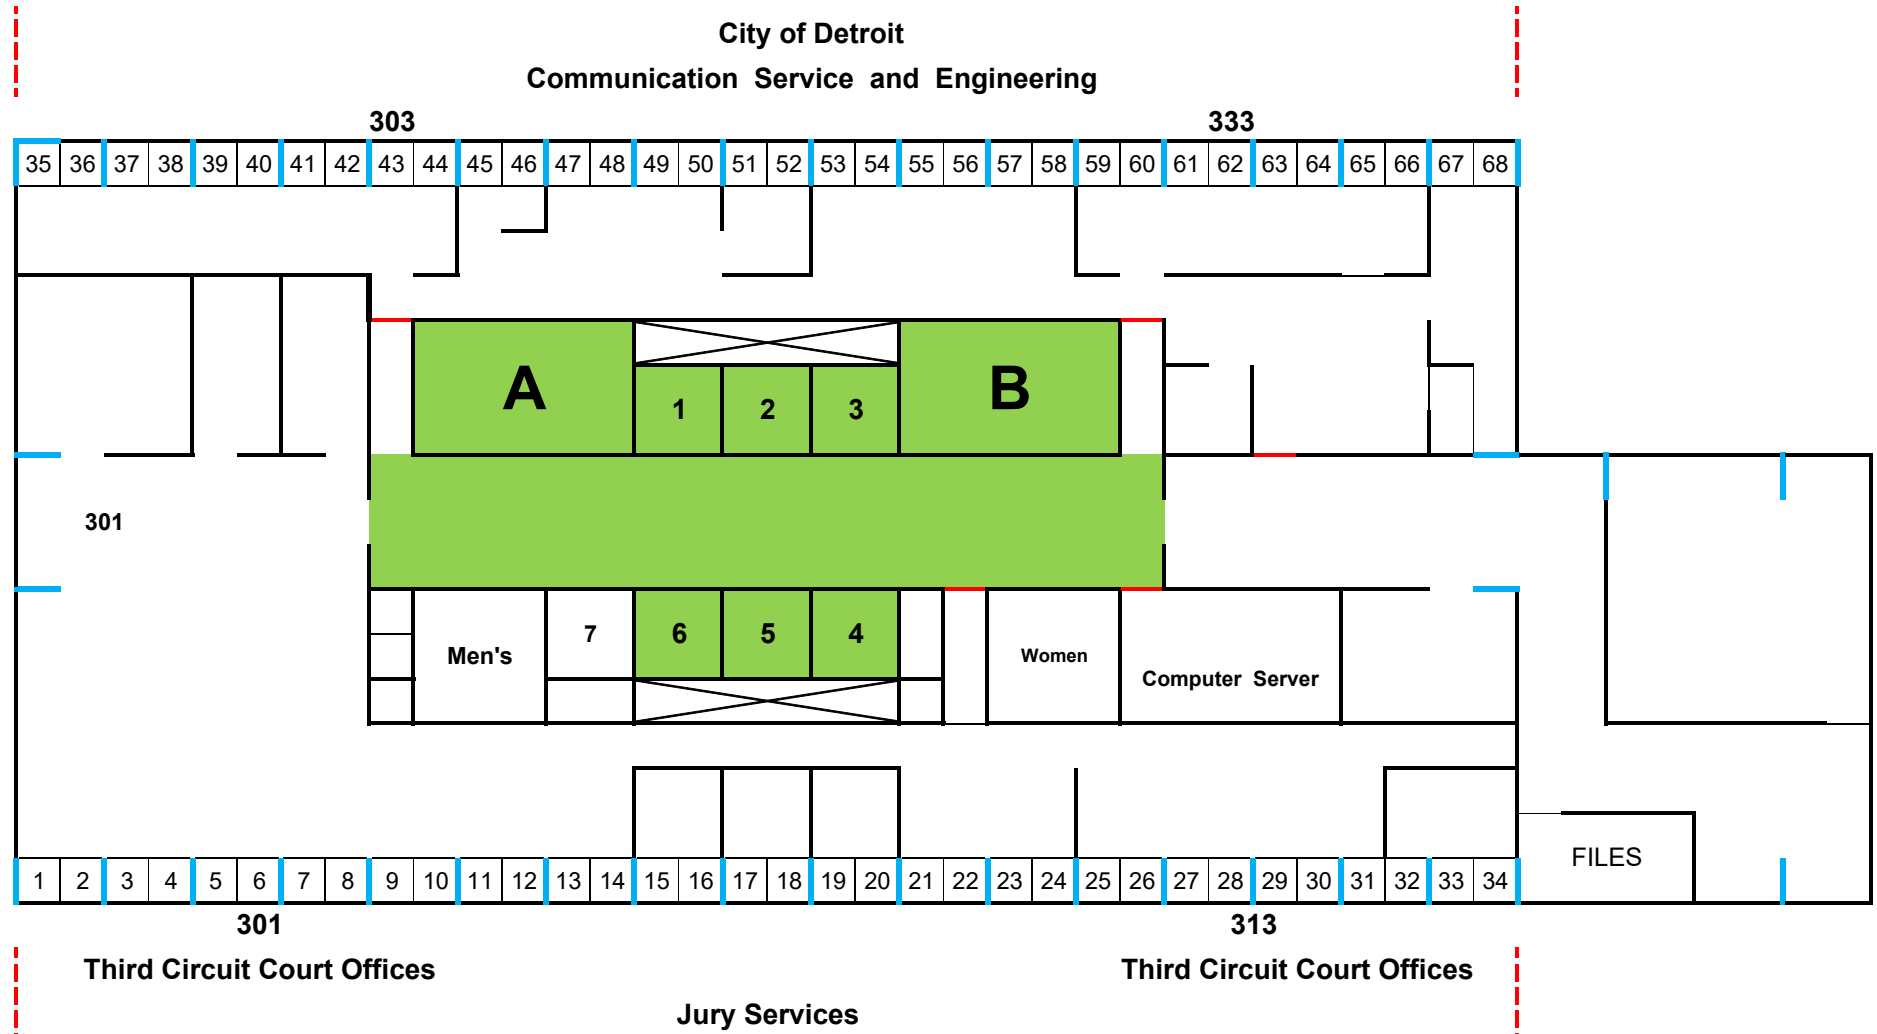 City of Detroit
Communication Service and Engineering
303 333
35 36 37 38 39 40 41 42 43 44 45 46 47 48 49 50 51 52 53 54 55 56 57 58 59 60 61 62 63 64 65 66 67 68
A B
1 2 3
301
7 6 5 4
Men's Women
Computer Server
FILES
1 2 3 4 5 6 7 8 9 10 11 12 13 14 15 16 17 18 19 20 21 22 23 24 25 26 27 28 29 30 31 32 33 34
301 313
Third Circuit Court Offices Third Circuit Court Offices
Jury Services